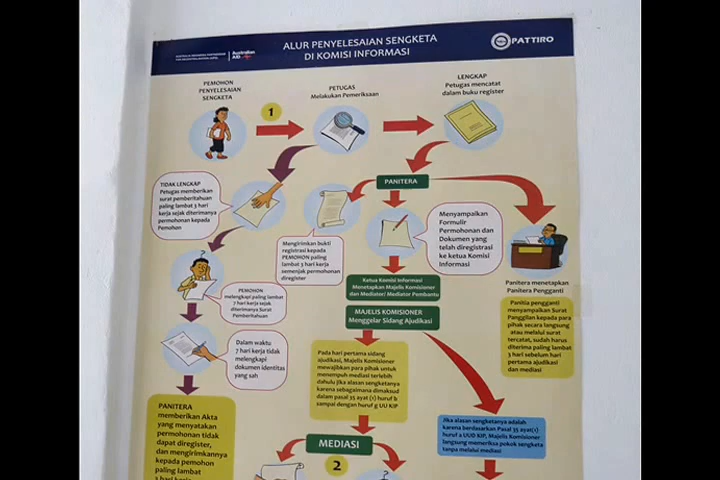 AUSTRALIA INDONESIA PARTNERSHIP
Australian
AID
ALUR PENYELESAIAN SENGKETA
DI KOMISI INFORMASI
PATTIRO
PEMOHON
PENYELESAIAN
SENGKETA
1
PETUGAS
Melakukan Pemeriksaan
LENGKAP
Petugas mencatat
dalam buku register
TIDAK LENGKAP
Petugas memberikan
surat pemberitahuan
paling lambat 3 hari
kerja sejak diterimanya
permohonan kepada
Pemohon
PANITERA
Mengirimkan bukti
registrasi kepada
PEMOHON paling
lambat 3 hari kerja
semenjak permohonan
diregister
Menyampaikan
Formulir
Permohonan dan
Dokumen yang
telah diregistrasi
ke ketua Komisi
Informasi
Panitera menetapkan
Panitera Pengganti
Panitia pengganti
menyampaikan Surat
Panggilan kepada para
pihak secara langsung
atau melalui surat
tercatat, sudah harus
diterima paling lambat
3 hari sebelum hari
pertama ajudikasi
dan mediasi
PEMOHON
melengkapi paling lambat
7 hari kerja sejak
diterimanya Surat
Pemberitahuan
Ketua Komisi Informasi
Menetapkan Majelis Komisioner
dan Mediator/ Mediator Pembantu
MAJELIS KOMISIONER
Menggelar Sidang Ajudikasi
Dalam waktu
7 hari kerja tidak
melengkapi
dokumen identitas
yang sah
Pada hari pertama sidang
ajudikasi, Majelis Komisioner
mewajibkan para pihak untuk
menempuh mediasi terlebih
dahulu jika alasan sengketanya
karena sebagaimana dimaksud
dalam pasal 35 ayat (1) huruf b
sampai dengan huruf g UU KIP
PANITERA
memberikan Akta
yang menyatakan
permohonan tidak
dapat diregister,
dan mengirimkannya
kepada pemohon
paling lambat
Jika alasan sengketanya adalah
karena berdasarkan Pasal 35 ayat(1)
huruf a UU KIP, Majelis Komisioner
langsung memeriksa pokok sengketa
tanpa melalui mediasi
MEDIASI
2